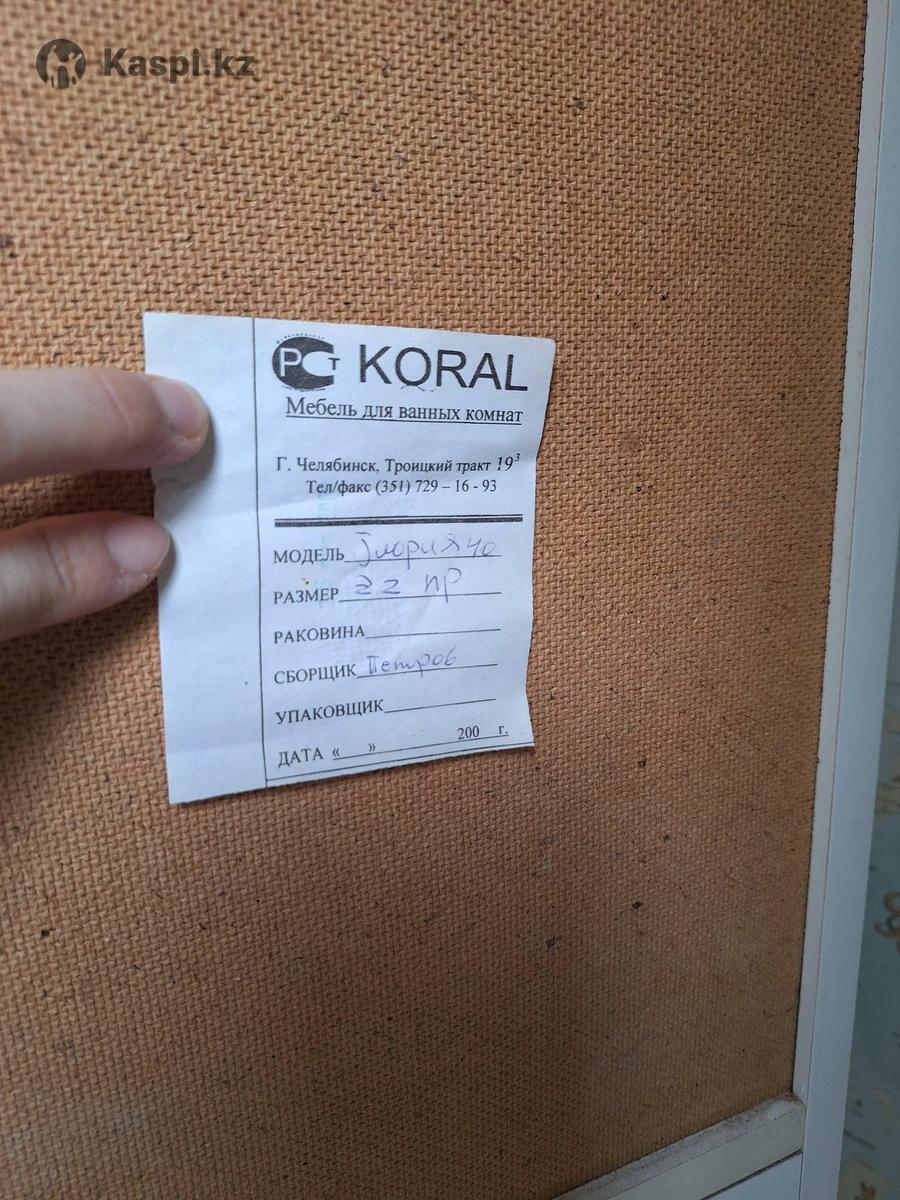 Kaspi.kz
РСТ KORAL
Мебель для ванных комнат
Г. Челябинск, Троицкий тракт 19³
Тел/факс (351) 729 – 16 - 93
МОДЕЛЬ Глория 40
РАЗМЕР 22 пр
РАКОВИНА
СБОРЩИК Петров
УПАКОВЩИК
ДАТА « » 200 г.